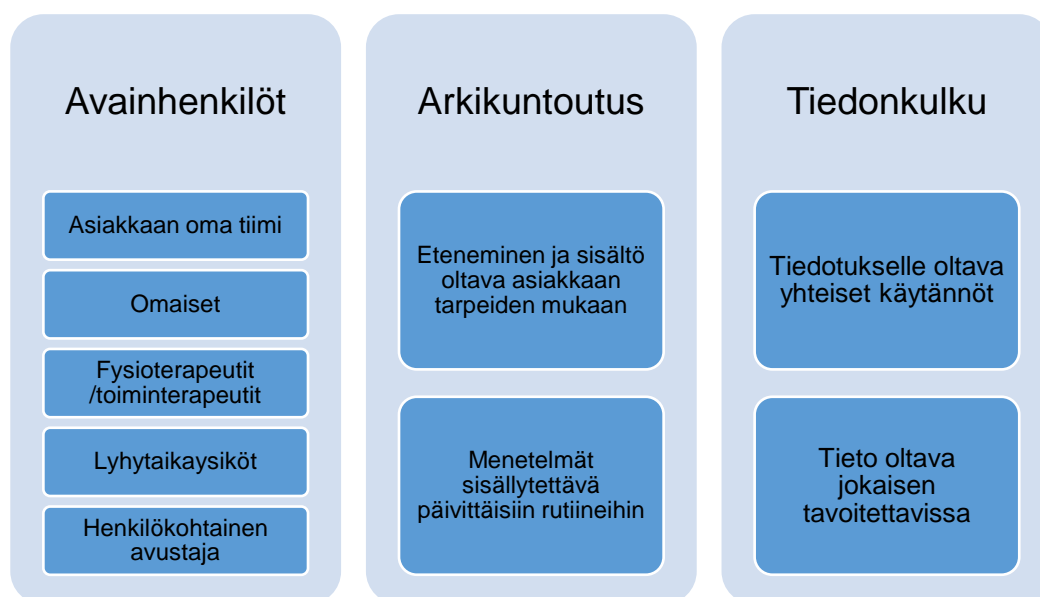 Avainhenkilöt
Asiakkaan oma tiimi
Omaiset
Fysioterapeutit
/toiminterapeutit
Lyhytaikaysiköt
Henkilökohtainen
avustaja
Arkikuntoutus
Eteneminen ja sisältö
oltava asiakkaan
tarpeiden mukaan
Menetelmät
sisällytettävä
päivittäisiin rutiineihin
Tiedonkulku
Tiedotukselle oltava
yhteiset käytännöt
Tieto oltava
jokaisen
tavoitettavissa